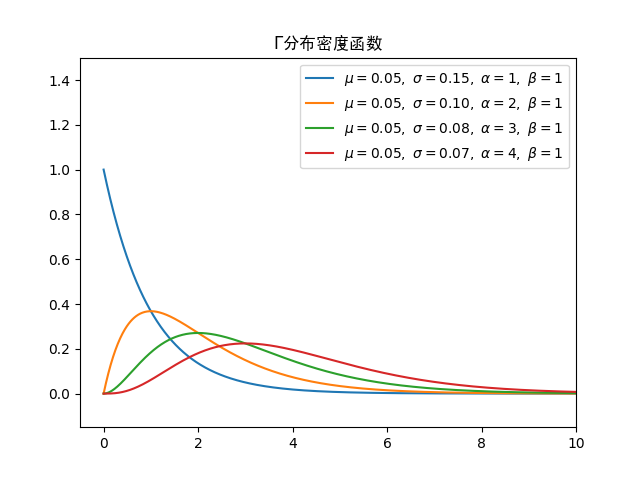 Γ分布密度函数
μ = 0.05, σ = 0.15, α = 1, β = 1
μ = 0.05, σ = 0.10, α = 2, β = 1
μ = 0.05, σ = 0.08, α = 3, β = 1
μ = 0.05, σ = 0.07, α = 4, β = 1
1.4
1.2
1.0
0.8
0.6
0.4
0.2
0.0
0 2 4 6 8 10